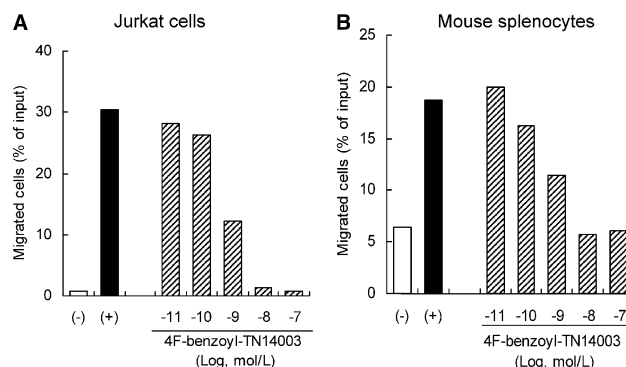 A
Jurkat cells
Migrated cells (% of input)
40
30
20
10
0
(-) (+) -11 -10 -9 -8 -7
4F-benzoyl-TN14003
(Log, mol/L)
B
Mouse splenocytes
Migrated cells (% of input)
25
20
15
10
5
0
(-) (+) -11 -10 -9 -8 -7
4F-benzoyl-TN14003
(Log, mol/L)